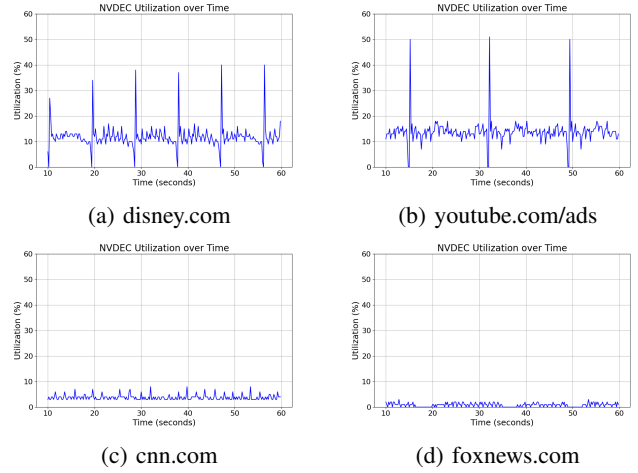 NVDEC Utilization over Time
NVDEC Utilization over Time
60
50
40
30
20
10
0
Utilization (%)
10 20 30 40 50 60
Time (seconds)
60
50
40
30
20
10
0
Utilization (%)
10 20 30 40 50 60
Time (seconds)
(a) disney.com
(b) youtube.com/ads
NVDEC Utilization over Time
NVDEC Utilization over Time
60
50
40
30
20
10
0
Utilization (%)
10 20 30 40 50 60
Time (seconds)
60
50
40
30
20
10
0
Utilization (%)
10 20 30 40 50 60
Time (seconds)
(c) cnn.com
(d) foxnews.com